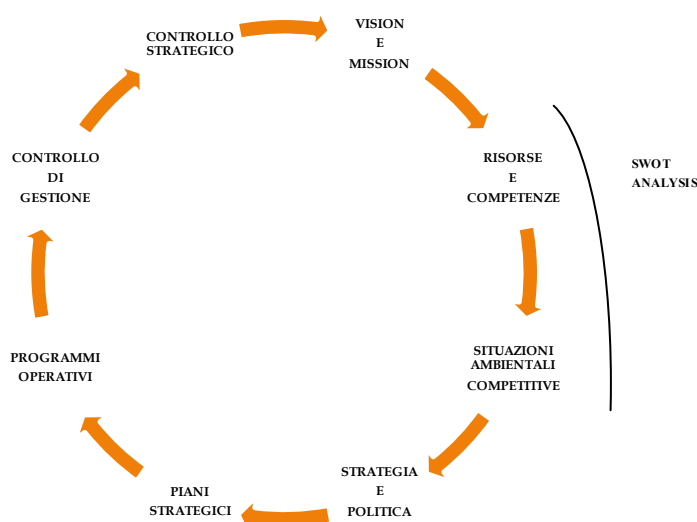 VISION
E
MISSION
RISORSE
E
COMPETENZE
SWOT
ANALYSIS
SITUAZIONI
AMBIENTALI
COMPETITIVE
STRATEGIA
E
POLITICA
PIANI
STRATEGICI
PROGRAMMI
OPERATIVI
CONTROLLO
DI
GESTIONE
CONTROLLO
STRATEGICO